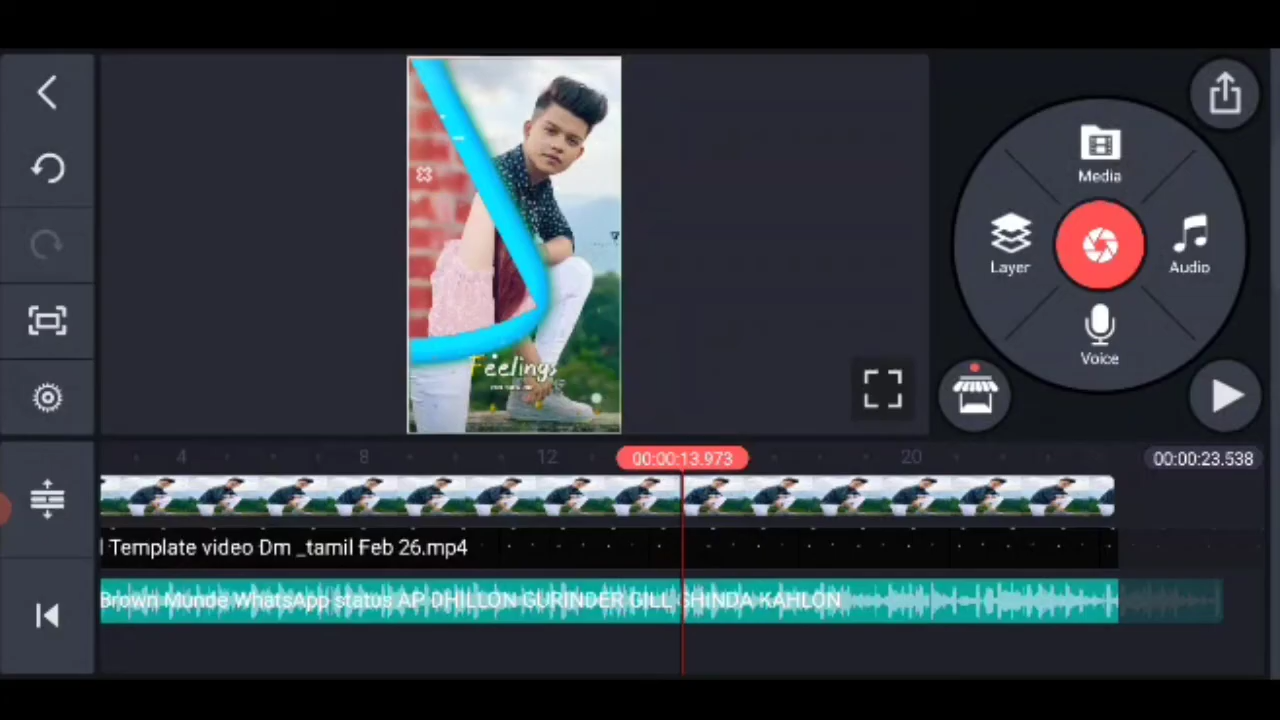 Media
Layer
Audio
Voice
Feelings
4
8
12
00:00:13.973
20
00:00:23.538
Template video Dm _tamil Feb 26.mp4
Brown Munde WhatsApp status AP DHILLON GURINDER GILL SHINDA KAHLON